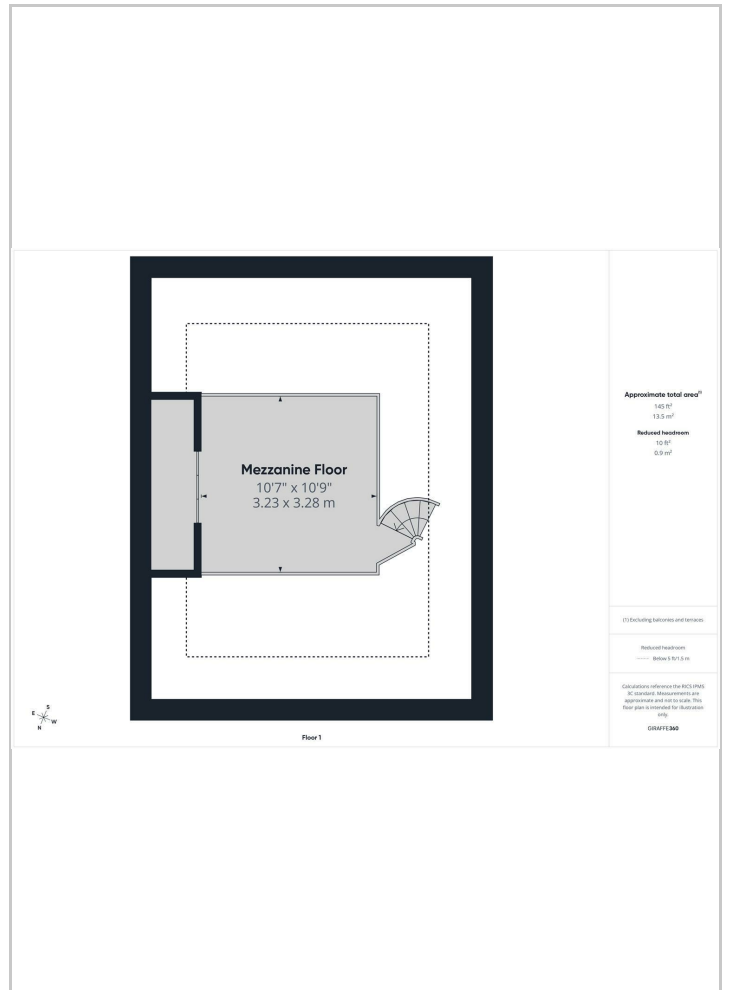 Mezzanine Floor
10'7" x 10'9"
3.23 x 3.28 m
S
E
W
N
Floor 1
Approximate total area⁽¹⁾
145 ft²
13.5 m²
Reduced headroom
10 ft²
0.9 m²
(1) Excluding balconies and terraces
Reduced headroom
Below 5 ft/1.5 m
Calculations reference the RICS IPMS
3C standard. Measurements are
approximate and not to scale. This
floor plan is intended for illustration
only.
GIRAFFE360